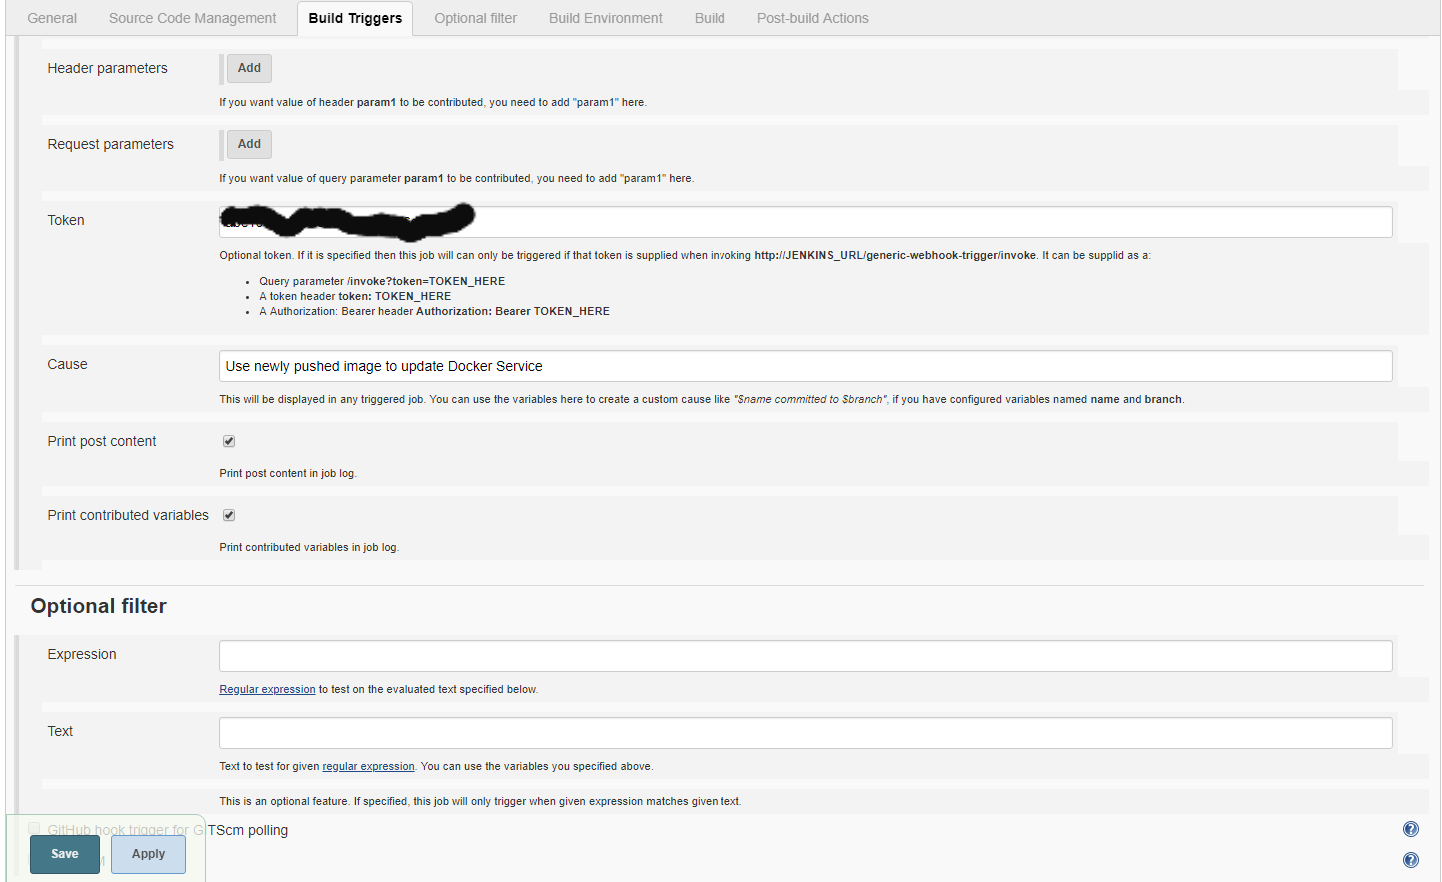 General Source Code Management Build Triggers Optional filter Build Environment Build Post-build Actions
Header parameters Add
If you want value of header param1 to be contributed, you need to add "param1" here.
Request parameters Add
If you want value of query parameter param1 to be contributed, you need to add "param1" here.
Token
Optional token. If it is specified then this job will can only be triggered if that token is supplied when invoking http://JENKINS_URL/generic-webhook-trigger/invoke. It can be supplid as a:
• Query parameter /invoke?token=TOKEN_HERE
• A token header token: TOKEN_HERE
• A Authorization: Bearer header Authorization: Bearer TOKEN_HERE
Cause Use newly pushed image to update Docker Service
This will be displayed in any triggered job. You can use the variables here to create a custom cause like "$name committed to $branch", if you have configured variables named name and branch.
Print post content
Print post content in job log.
Print contributed variables
Print contributed variables in job log.
Optional filter
Expression
Regular expression to test on the evaluated text specified below.
Text
Text to test for given regular expression. You can use the variables you specified above.
This is an optional feature. If specified, this job will only trigger when given expression matches given text.
GitHub hook trigger for GITScm polling
Save Apply